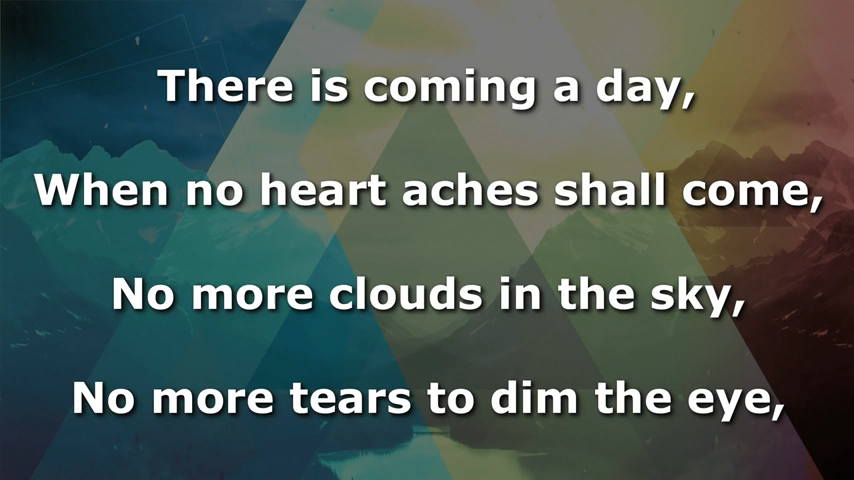 There is coming a day,
When no heart aches shall come,
No more clouds in the sky,
No more tears to dim the eye,